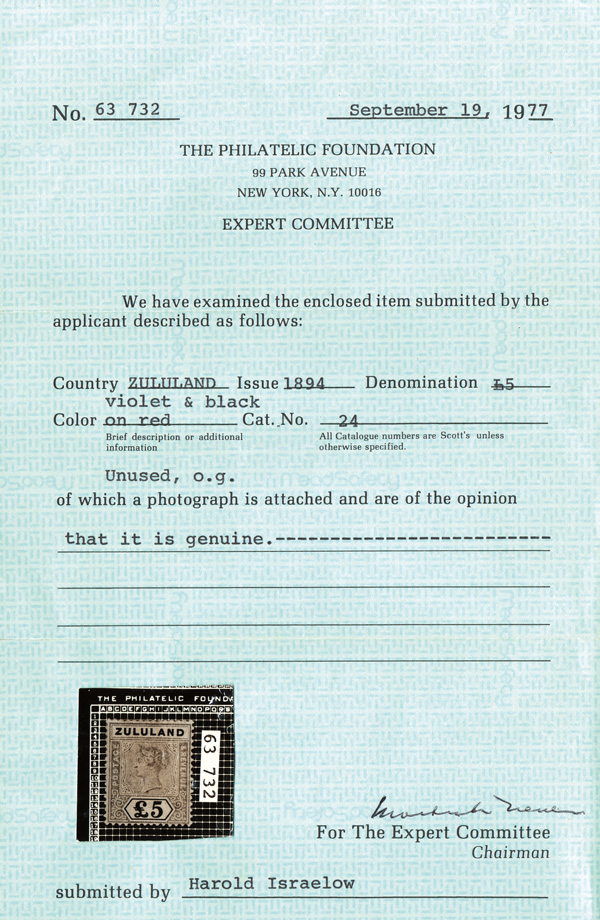 No. 63 732 September 19, 1977
THE PHILATELIC FOUNDATION
99 PARK AVENUE
NEW YORK, N.Y. 10016
EXPERT COMMITTEE
We have examined the enclosed item submitted by the
applicant described as follows:
Country ZULULAND Issue 1894 Denomination £5
violet & black
Color on red Cat. No. 24
Brief description or additional information
All Catalogue numbers are Scott's unless otherwise specified.
Unused, o.g.
of which a photograph is attached and are of the opinion
that it is genuine.-------------------------
THE PHILATELIC FOUND
ABCDEFGHIJKLMNOPQRS
ZULULAND
POSTAGE
REVENUE
£5
63 732
For The Expert Committee
Chairman
submitted by Harold Israelow